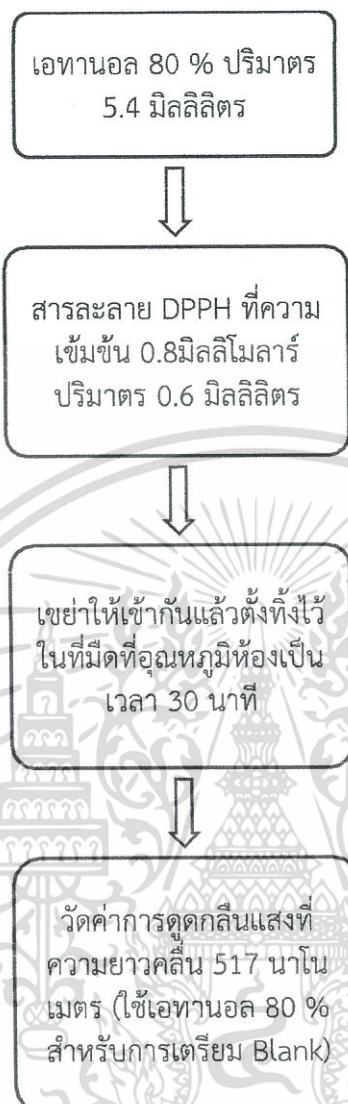 เอทานอล 80 % ปริมาตร
5.4 มิลลิลิตร
สารละลาย DPPH ที่ความ
เข้มข้น 0.8มิลลิโมลาร์
ปริมาตร 0.6 มิลลิลิตร
เขย่าให้เข้ากันแล้วตั้งทิ้งไว้
ในที่มืดที่อุณหภูมิห้องเป็น
เวลา 30 นาที
วัดค่าการดูดกลืนแสงที่
ความยาวคลื่น 517 นาโน
เมตร (ใช้เอทานอล 80 %
สำหรับการเตรียม Blank)